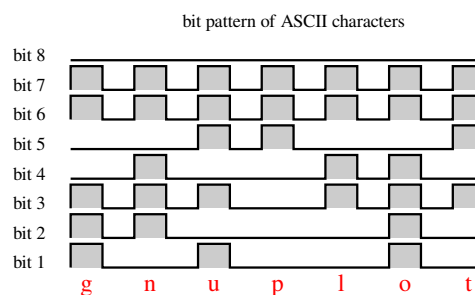 bit pattern of ASCII characters
bit 8
bit 7
bit 6
bit 5
bit 4
bit 3
bit 2
bit 1
g n u p l o t